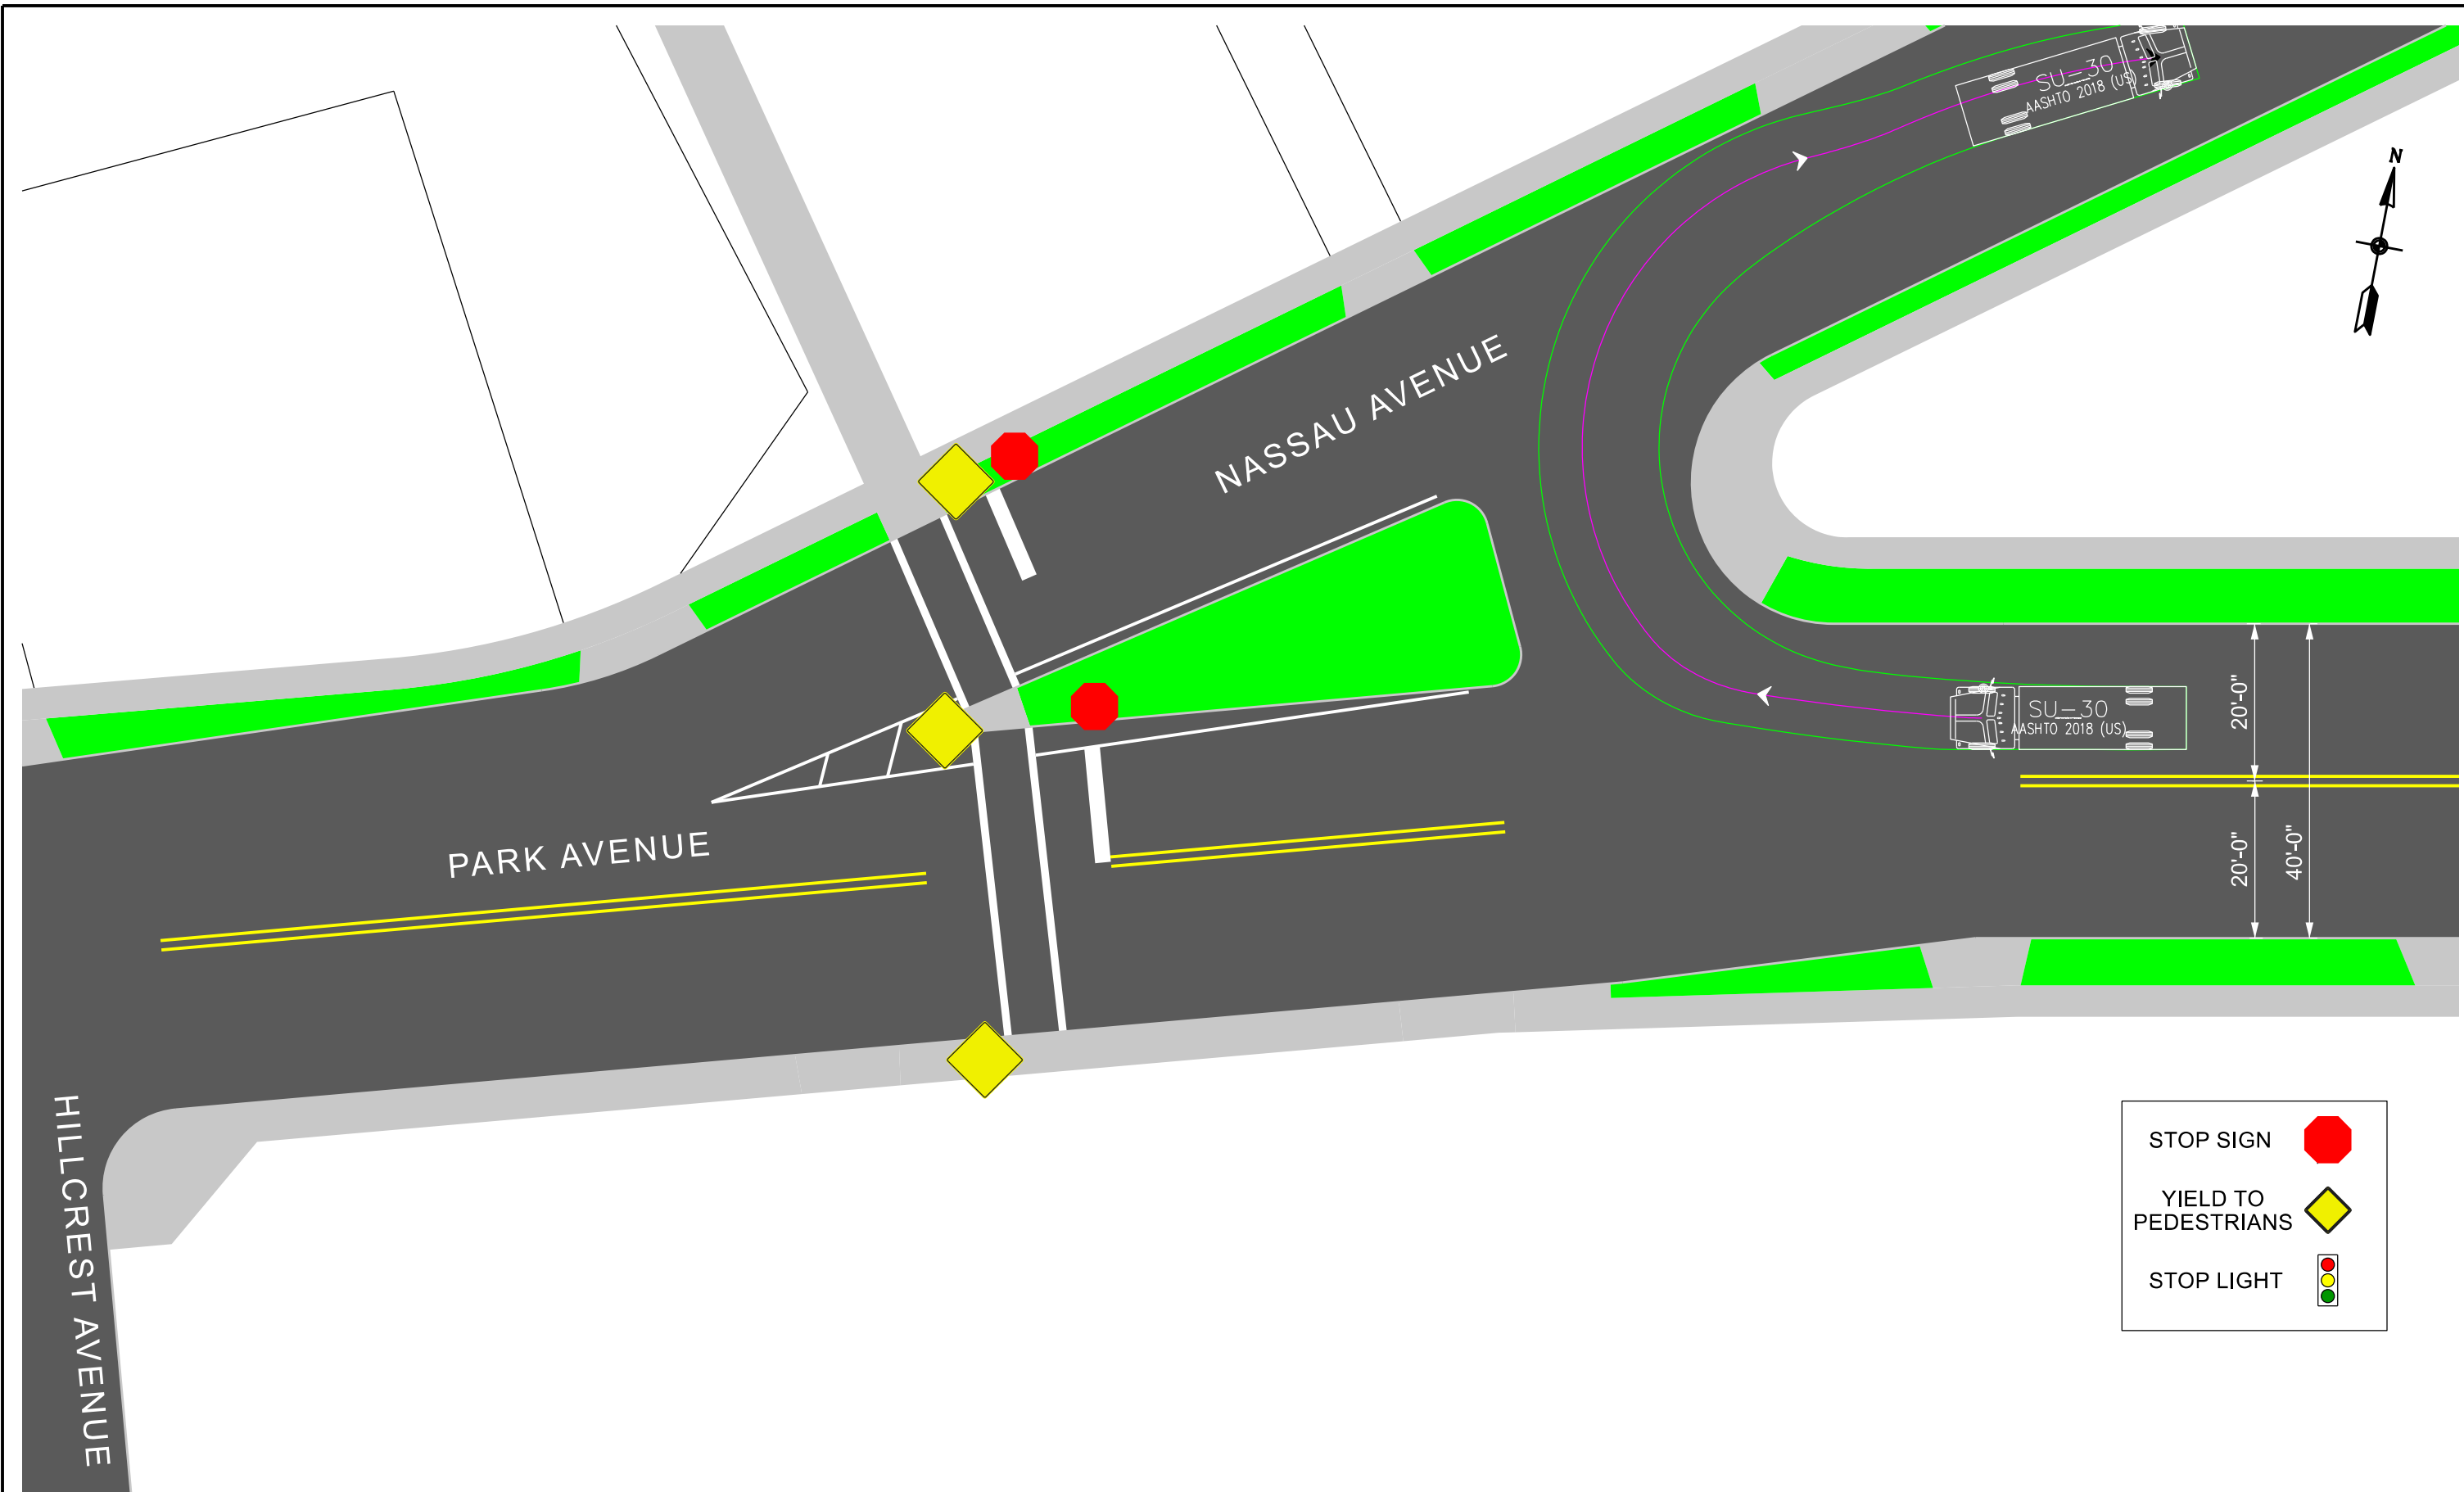 SU-30
AASHTO 2018 (US)
N
NASSAU AVENUE
SU-30
AASHTO 2018 (US)
20'-0"
20'-0"
40'-0"
PARK AVENUE
HILLCREST AVENUE
STOP SIGN
YIELD TO
PEDESTRIANS
STOP LIGHT